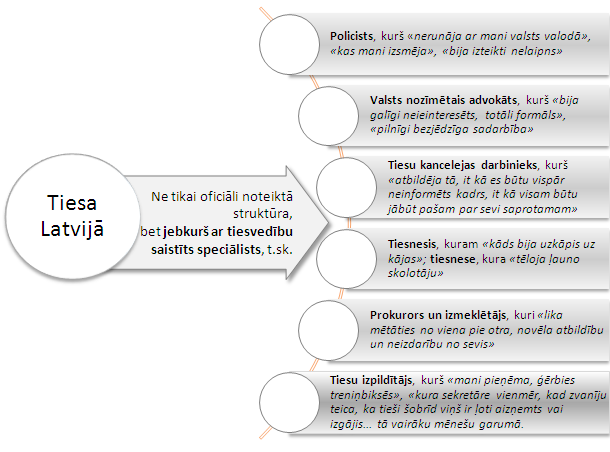 Tiesa
Latvijā
Ne tikai oficiāli noteiktā
struktūra,
bet jebkurš ar tiesvedību
saistīts speciālists, t.sk.
Policists, kurš «nerunāja ar mani valsts valodā»,
«kas mani izsmēja», «bija izteikti nelaipns»
Valsts nozīmētais advokāts, kurš «bija
galīgi neieinteresēts, totāli formāls»,
«pilnīgi bezjēdzīga sadarbība»
Tiesu kancelejas darbinieks, kurš
«atbildēja tā, it kā es būtu vispār
neinformēts kadrs, it kā visam būtu
jābūt pašam par sevi saprotamam»
Tiesnesis, kuram «kāds bija uzkāpis uz
kājas»; tiesnese, kura «tēloja ļauno
skolotāju»
Prokurors un izmeklētājs, kuri «lika
mētāties no viena pie otra, novēla atbildību
un neizdarību no sevis»
Tiesu izpildītājs, kurš «mani pieņēma, ģērbies
treniņbiksēs», «kura sekretāre vienmēr, kad zvanīju
teica, ka tieši šobrīd viņš ir ļoti aizņemts vai
izgājis... tā vairāku mēnešu garumā.